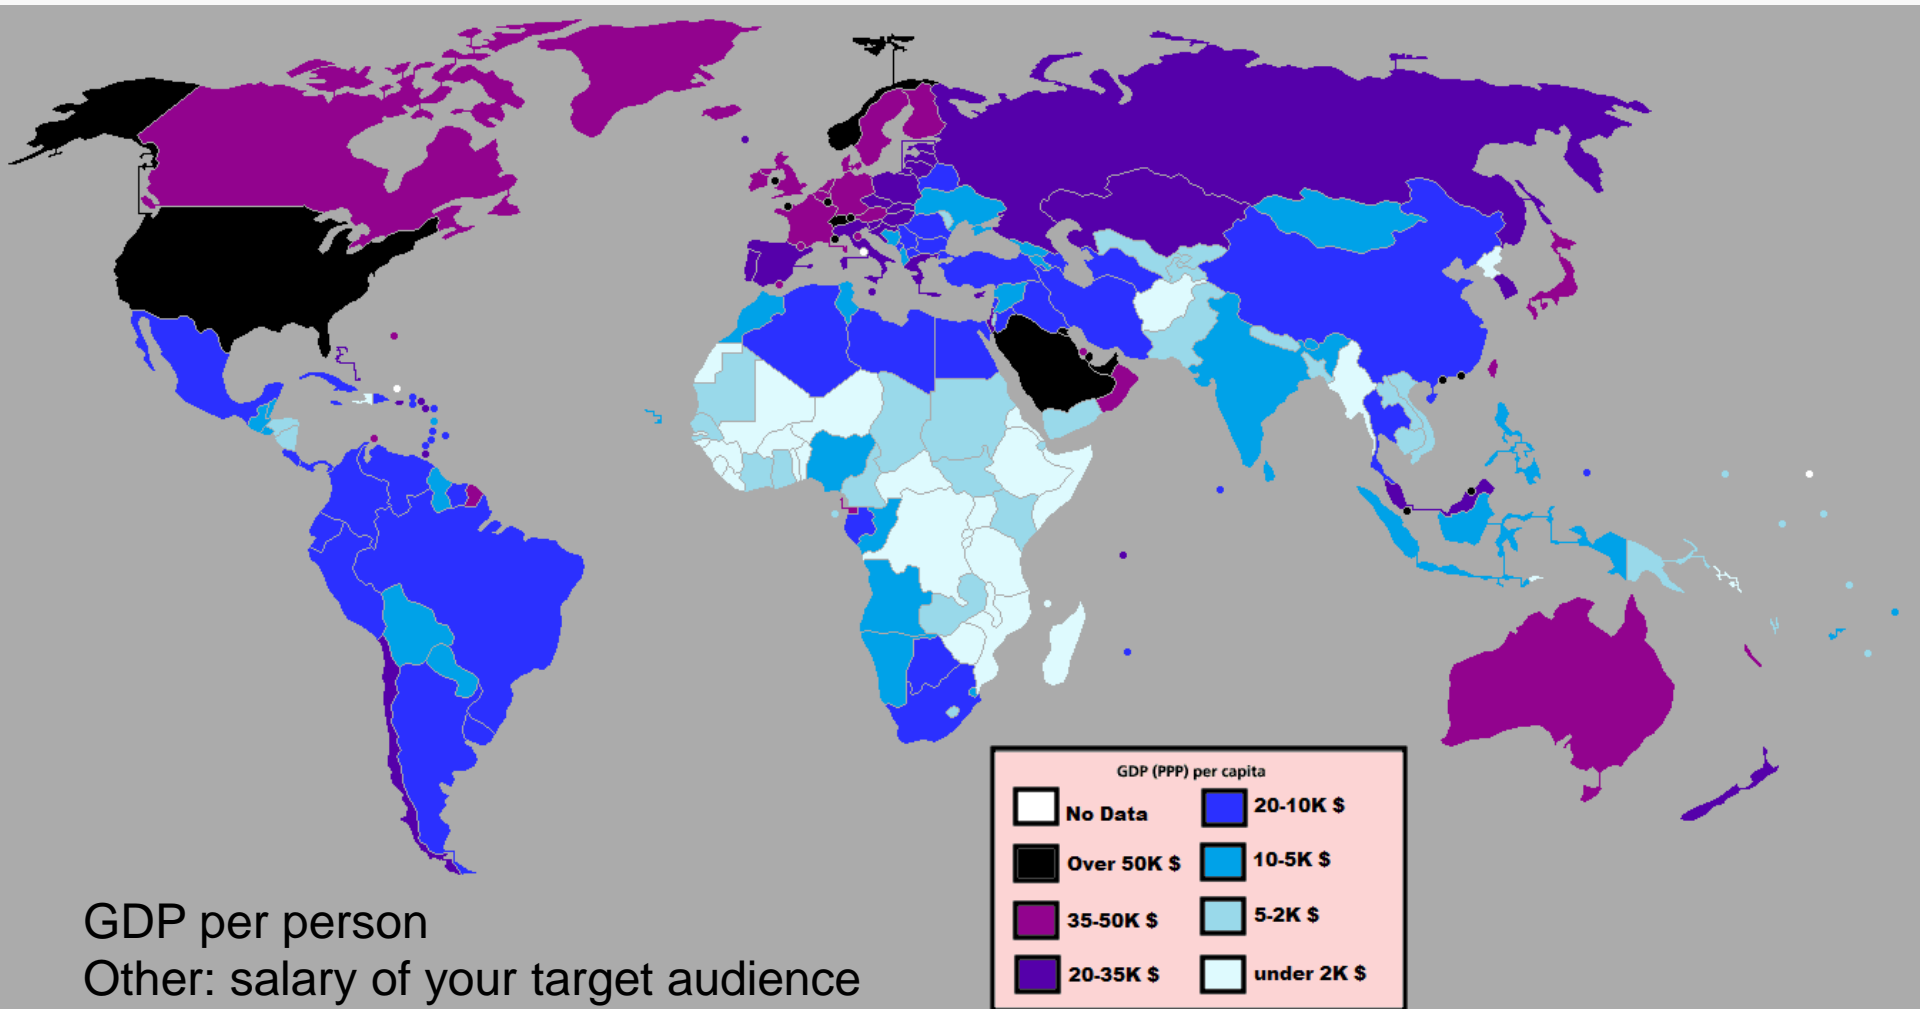 GDP (PPP) per capita
No Data
20-10K $
Over 50K $
10-5K $
35-50K $
5-2K $
20-35K $
under 2K $
GDP per person
Other: salary of your target audience